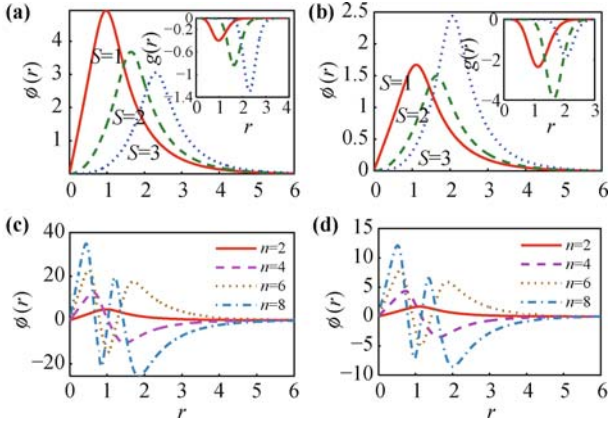 (a)
ϕ(r)
4
3
2
1
0 1 2 3 4 5 6
S=1
S=2
S=3
g(r)
0
−0.6
−1
−1.4
0 1 2 3 4
r
(b)
ϕ(r)
2.5
2
1.5
1
0.5
0
0 1 2 3 4 5 6
S=1
S=2
S=3
g(r)
0
−2
−4
0 1 2 3
r
(c)
ϕ(r)
40
20
0
−20
0 1 2 3 4 5 6
r
n=2
n=4
n=6
n=8
(d)
ϕ(r)
15
10
5
0
−5
−10
0 1 2 3 4 5 6
r
n=2
n=4
n=6
n=8